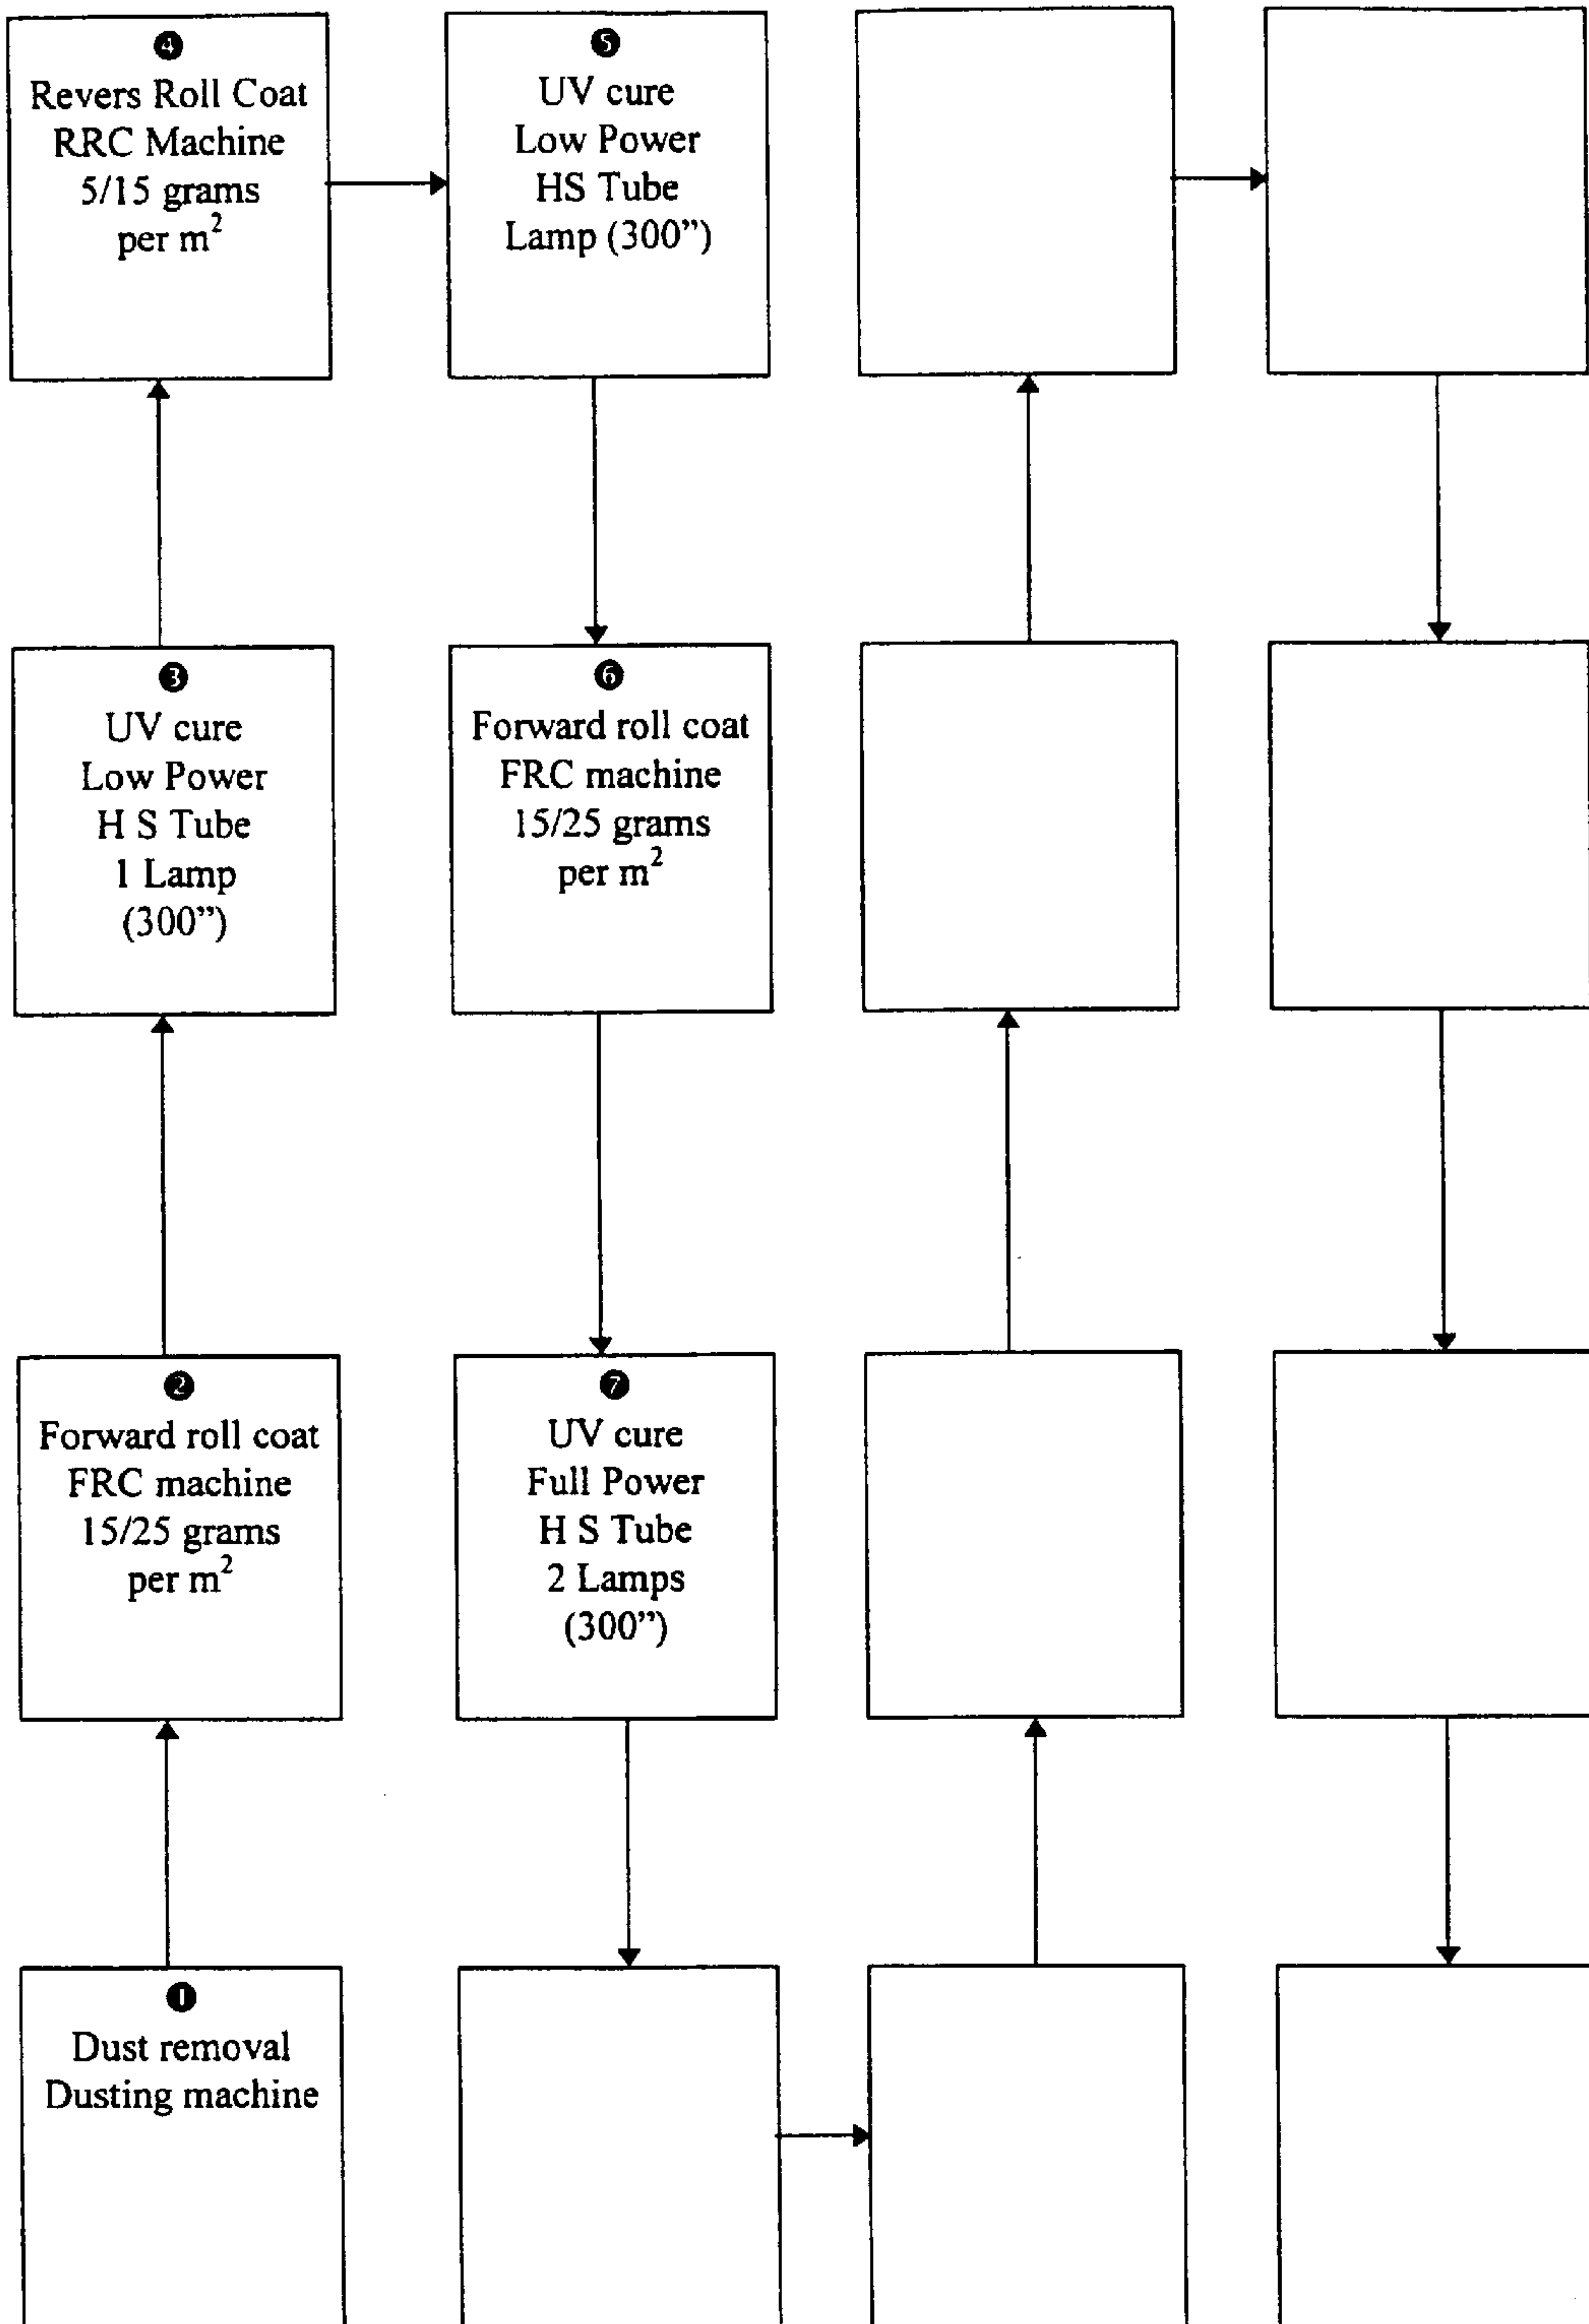 ❹
Revers Roll Coat
RRC Machine
5/15 grams
per m²
❺
UV cure
Low Power
HS Tube
Lamp (300”)
❸
UV cure
Low Power
H S Tube
1 Lamp
(300”)
❻
Forward roll coat
FRC machine
15/25 grams
per m²
❷
Forward roll coat
FRC machine
15/25 grams
per m²
❼
UV cure
Full Power
H S Tube
2 Lamps
(300”)
❶
Dust removal
Dusting machine